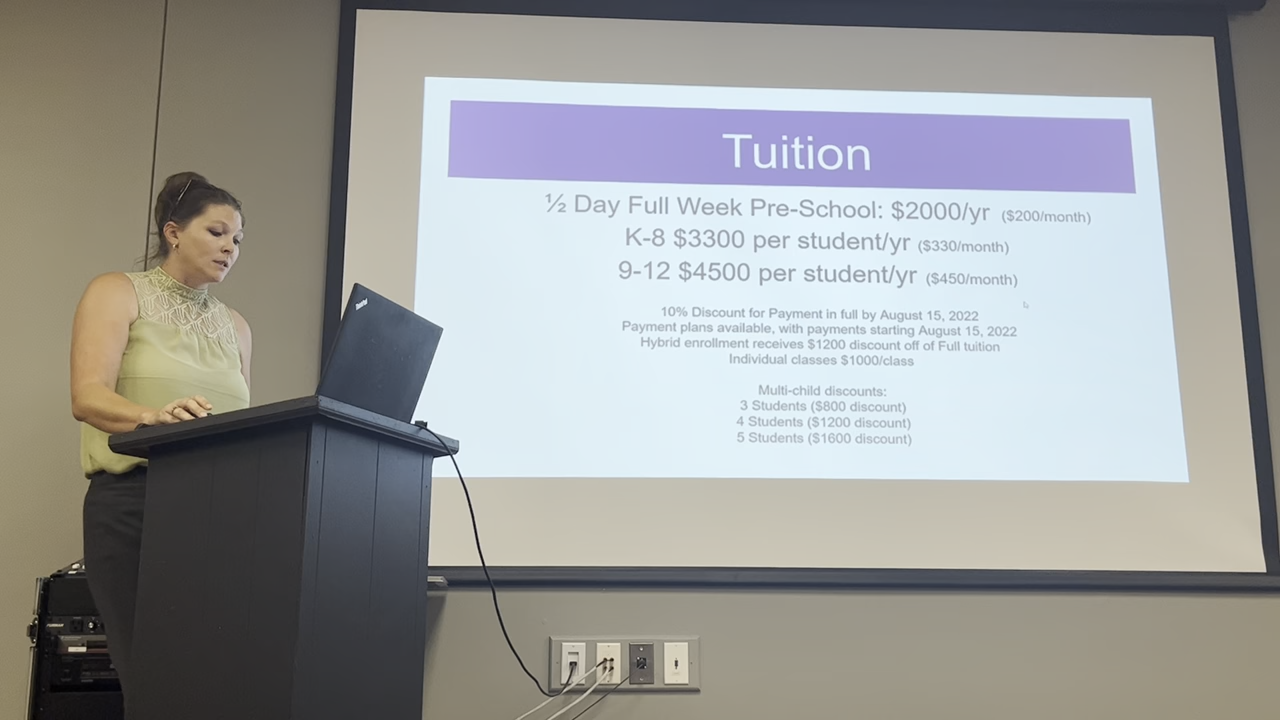 Tuition
½ Day Full Week Pre-School: $2000/yr ($200/month)
K-8 $3300 per student/yr ($330/month)
9-12 $4500 per student/yr ($450/month)
10% Discount for Payment in full by August 15, 2022
Payment plans available, with payments starting August 15, 2022
Hybrid enrollment receives $1200 discount off of Full tuition
Individual classes $1000/class
Multi-child discounts:
3 Students ($800 discount)
4 Students ($1200 discount)
5 Students ($1600 discount)
ThinkPad